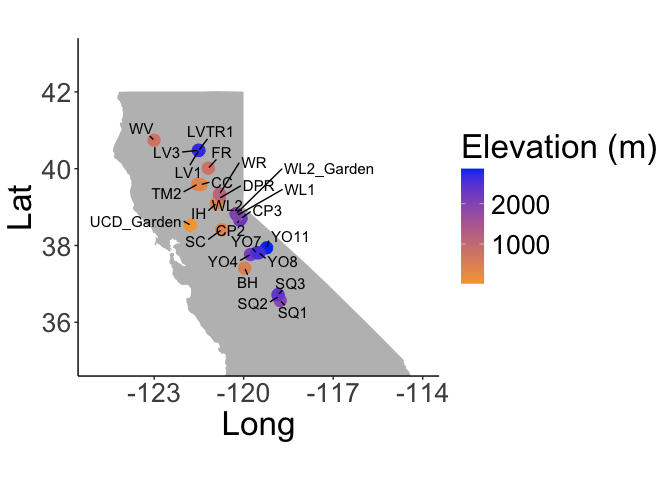 Lat
42
40
38
36
WV
LVTR1
LV3
FR
LV1
WR
WL2_Garden
CC
DPR
WL1
TM2
IH
WL2
CP3
UCD_Garden
SC
CP2
YO7
YO11
YO4
YO8
BH
SQ3
SQ2
SQ1
-123
-120
-117
-114
Long
Elevation (m)
2000
1000